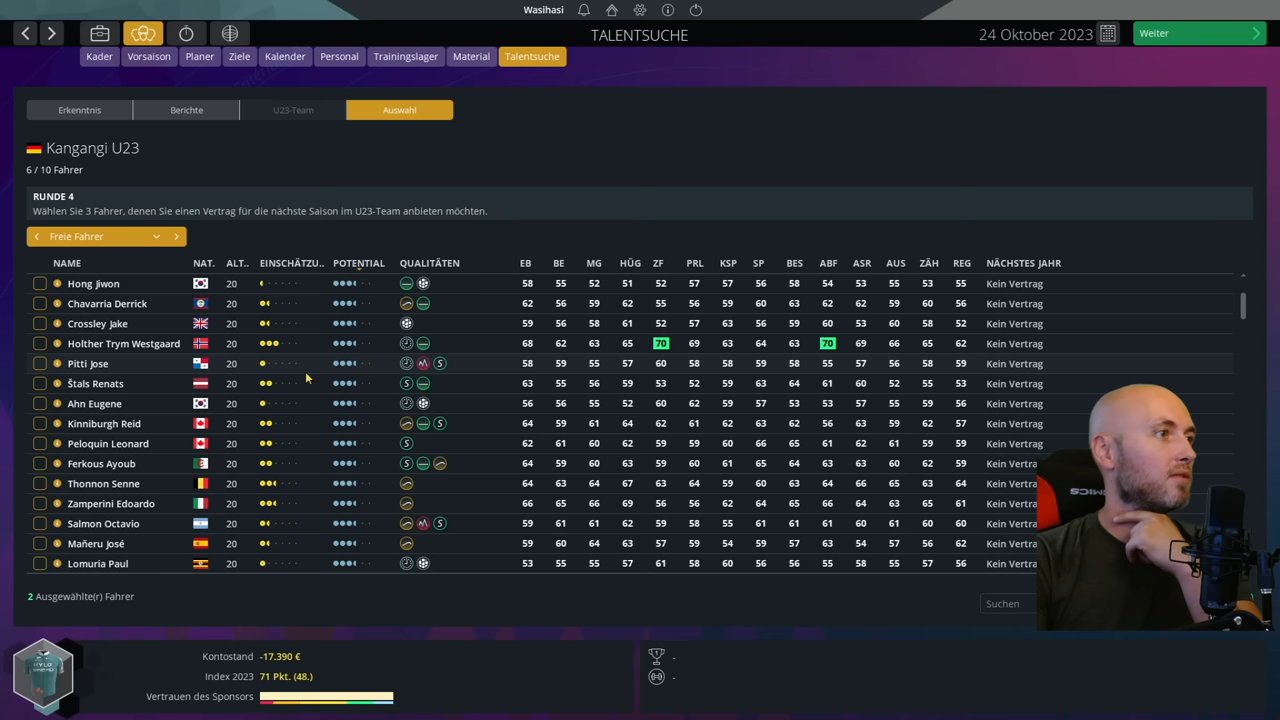 Wasihasi
TALENTSUCHE
24 Oktober 2023
Weiter
Kader Vorsaison Planer Ziele Kalender Personal Trainingslager Material Talentsuche
Erkenntnis Berichte U23-Team Auswahl
Kangangi U23
6 / 10 Fahrer
RUNDE 4
Wählen Sie 3 Fahrer, denen Sie einen Vertrag für die nächste Saison im U23-Team anbieten möchten.
Freie Fahrer
NAME NAT. ALT.. EINSCHÄTZU.. POTENTIAL QUALITÄTEN EB BE MG HÜG ZF PRL KSP SP BES ABF ASR AUS ZÄH REG NÄCHSTES JAHR
Hong Jiwon 20 58 55 52 51 52 57 57 56 58 54 53 55 53 55 Kein Vertrag
Chavarria Derrick 20 62 56 59 62 55 56 59 60 63 62 62 59 60 56 Kein Vertrag
Crossley Jake 20 59 56 58 61 52 57 63 56 59 60 53 60 58 52 Kein Vertrag
Holther Trym Westgaard 20 68 62 63 65 70 69 63 64 63 70 69 66 65 62 Kein Vertrag
Pitti Jose 20 58 59 55 57 60 58 58 59 58 55 57 56 58 59 Kein Vertrag
Štals Renats 20 63 55 56 59 53 52 59 63 64 61 60 52 55 53 Kein Vertrag
Ahn Eugene 20 56 56 55 52 60 62 59 57 53 53 57 55 59 56 Kein Vertrag
Kinniburgh Reid 20 64 59 61 64 62 61 62 63 62 56 63 59 62 57 Kein Vertrag
Peloquin Leonard 20 62 61 60 62 59 59 60 66 65 61 62 61 59 59 Kein Vertrag
Ferkous Ayoub 20 64 59 60 63 59 60 61 65 64 63 63 60 62 59 Kein Vertrag
Thonnon Senne 20 64 63 64 67 63 64 59 60 63 64 66 65 63 64 Kein Vertrag
Zamperini Edoardo 20 66 65 66 69 56 56 62 64 65 66 64 63 65 61 Kein Vertrag
Salmon Octavio 20 59 61 61 62 59 58 55 61 61 61 60 61 60 60 Kein Vertrag
Mañeru José 20 59 60 64 63 57 59 54 59 57 63 54 57 56 62 Kein Vertrag
Lomuria Paul 20 53 55 55 57 61 58 60 56 56 55 58 55 57 56 Kein Vertrag
2 Ausgewählte(r) Fahrer
Suchen
Kontostand -17.390 €
Index 2023 71 Pkt. (48.)
Vertrauen des Sponsors
-
-